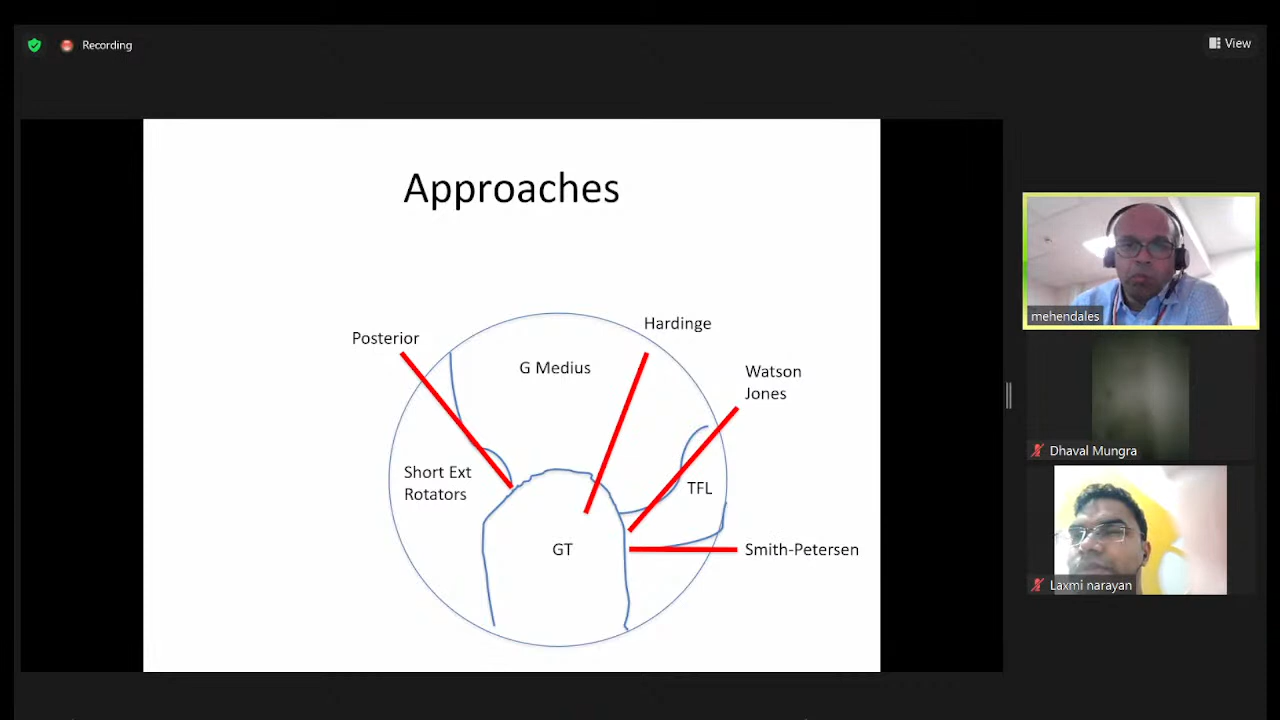 Recording
View
Approaches
Hardinge
Posterior
G Medius
Watson
Jones
Short Ext
Rotators
TFL
GT
Smith-Petersen
mehendales
Dhaval Mungra
Laxmi narayan